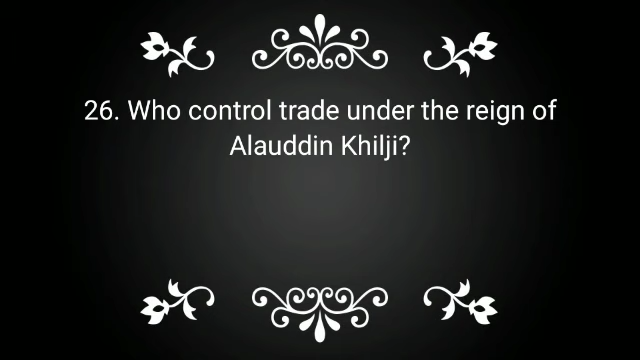 26. Who control trade under the reign of
Alauddin Khilji?